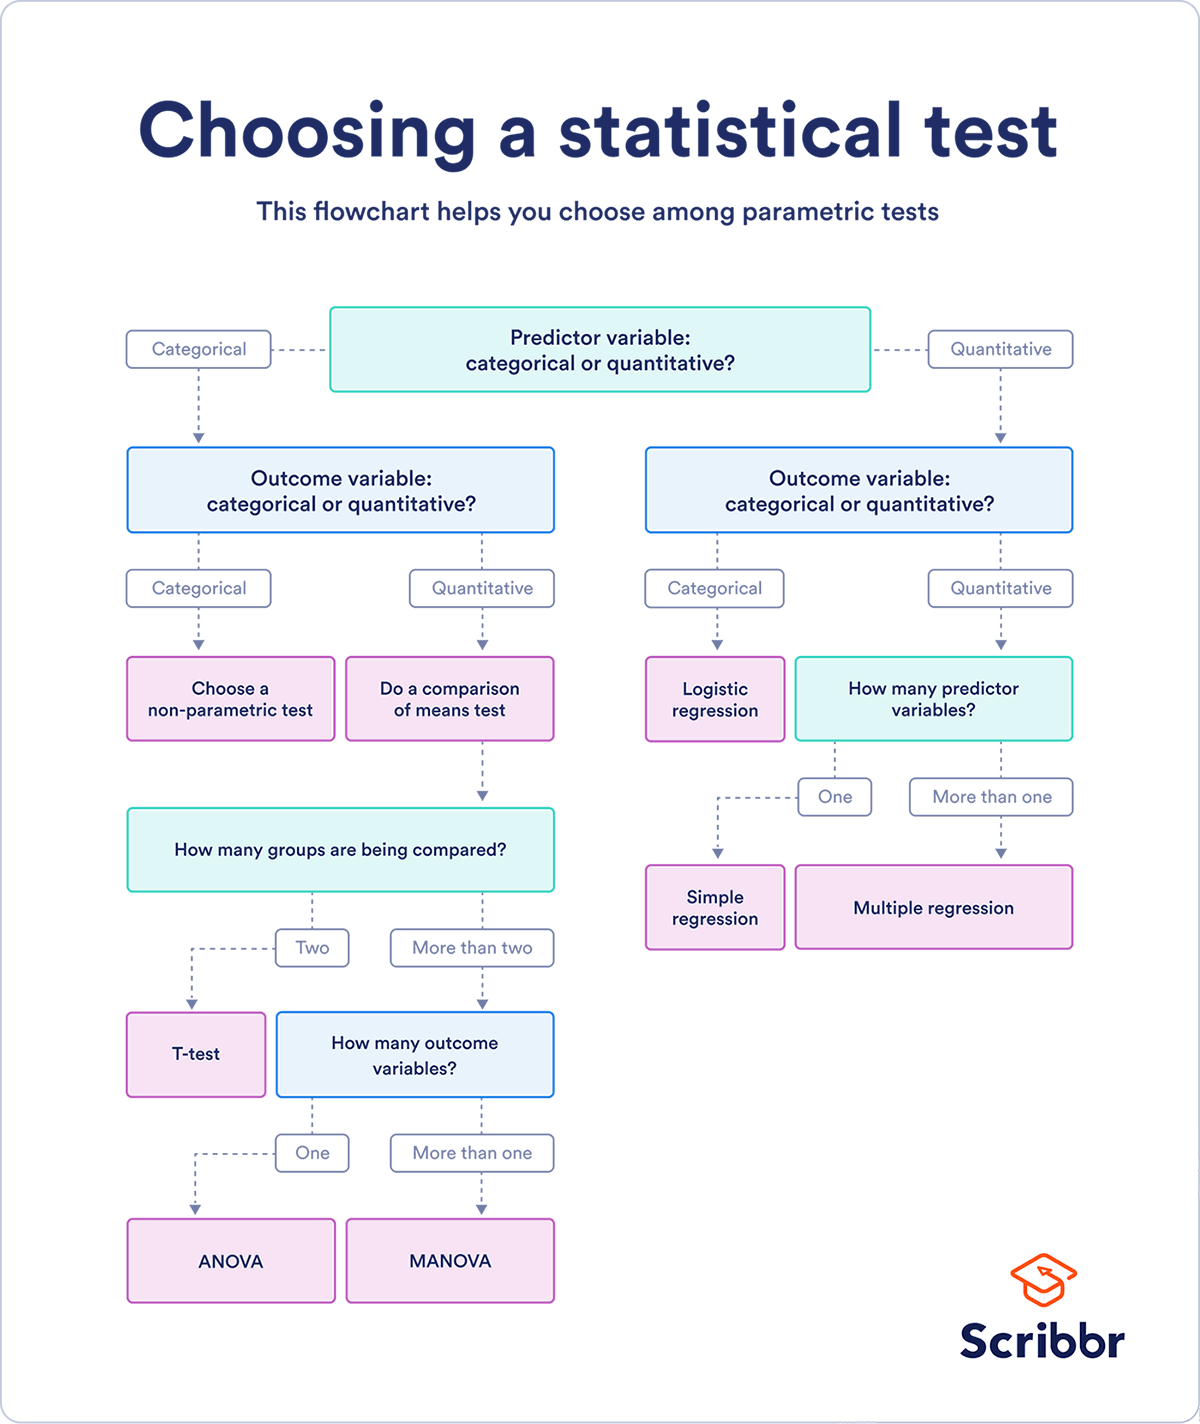 Choosing a statistical test
This flowchart helps you choose among parametric tests
Predictor variable:
categorical or quantitative?
Categorical
Quantitative
Outcome variable:
categorical or quantitative?
Outcome variable:
categorical or quantitative?
Categorical
Quantitative
Categorical
Quantitative
Choose a
non-parametric test
Do a comparison
of means test
Logistic
regression
How many predictor
variables?
One
More than one
How many groups are being compared?
Simple
regression
Multiple regression
Two
More than two
T-test
How many outcome
variables?
One
More than one
ANOVA
MANOVA
Scribbr